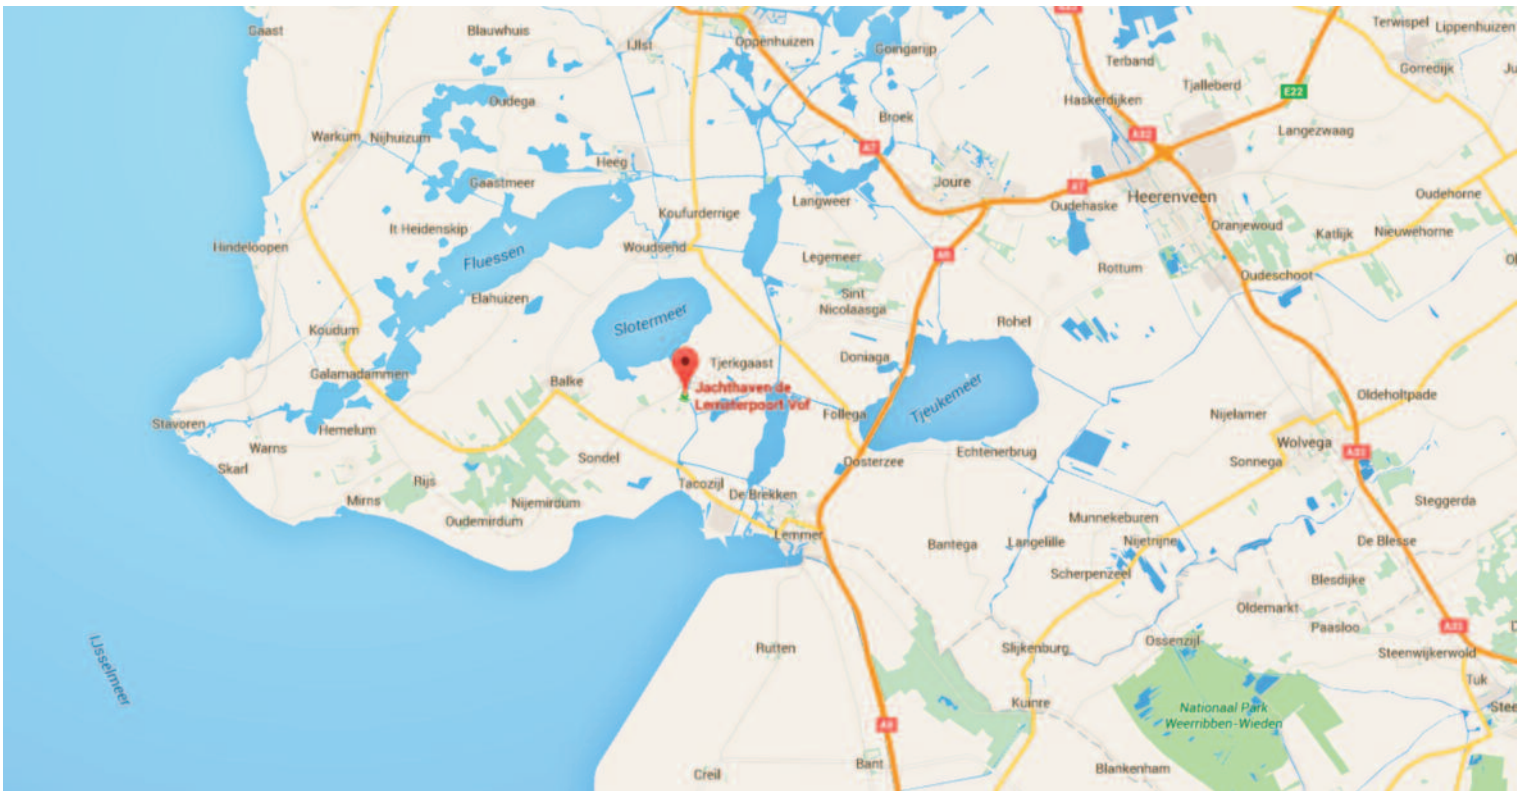 Gaast
Blauwhuis
IJlst
Oppenhuizen
Goingarijp
Terwispel
Lippenhuizen
Terband
Gorredijk
Tjalleberd
Haskerdijken
E22
Oudega
Broek
Langezwaag
Warkum
Nijhuizum
A32
A7
Heeg
Joure
Gaastmeer
A7
Heerenveen
Oudehorne
Langweer
Oudehaske
Koufurderrige
It Heidenskip
Oranjewoud
Katlijk
Nieuwehorne
Hindeloopen
Woudsend
Fluessen
Legemeer
A6
Rottum
Oudeschoot
Elahuizen
Sint
Nicolaasga
Slotermeer
Rohel
Koudum
Tjerkgaast
Doniaga
Galamadammen
Balke
Jachthaven de
Lemsterpoort Vof
Tjeukemeer
Oldeholtpade
Stavoren
Hemelum
Follega
Nijelamer
Warns
Wolvega
Skarl
Sondel
Oosterzee
Echtenerbrug
Sonnega
Rijs
Tacozijl
De Brekken
Mirns
Nijemirdum
Steggerda
Oudemirdum
Munnekeburen
Lemmer
Bantega
Langelille
Nijetrijne
De Blesse
Scherpenzeel
Blesdijke
Oldemarkt
Paasloo
IJsselmeer
Rutten
Slijkenburg
Ossenzijl
Steenwijkerwold
Tuk
Kuinre
Nationaal Park
Weerribben-Wieden
Stee
Bant
Creil
Blankenham